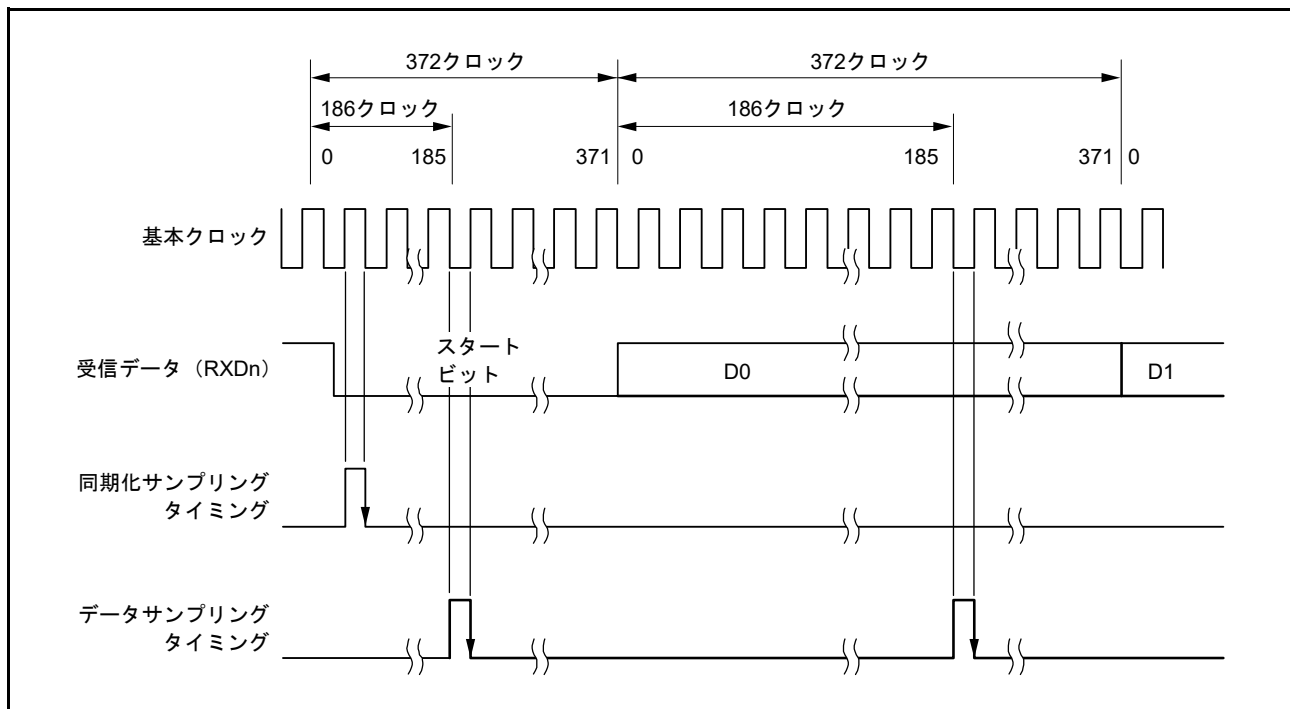 372クロック 372クロック
186クロック 186クロック
0 185 371 0 185 371 0
基本クロック
受信データ（RXDn）
スタート
ビット
D0 D1
同期化サンプリング
タイミング
データサンプリング
タイミング